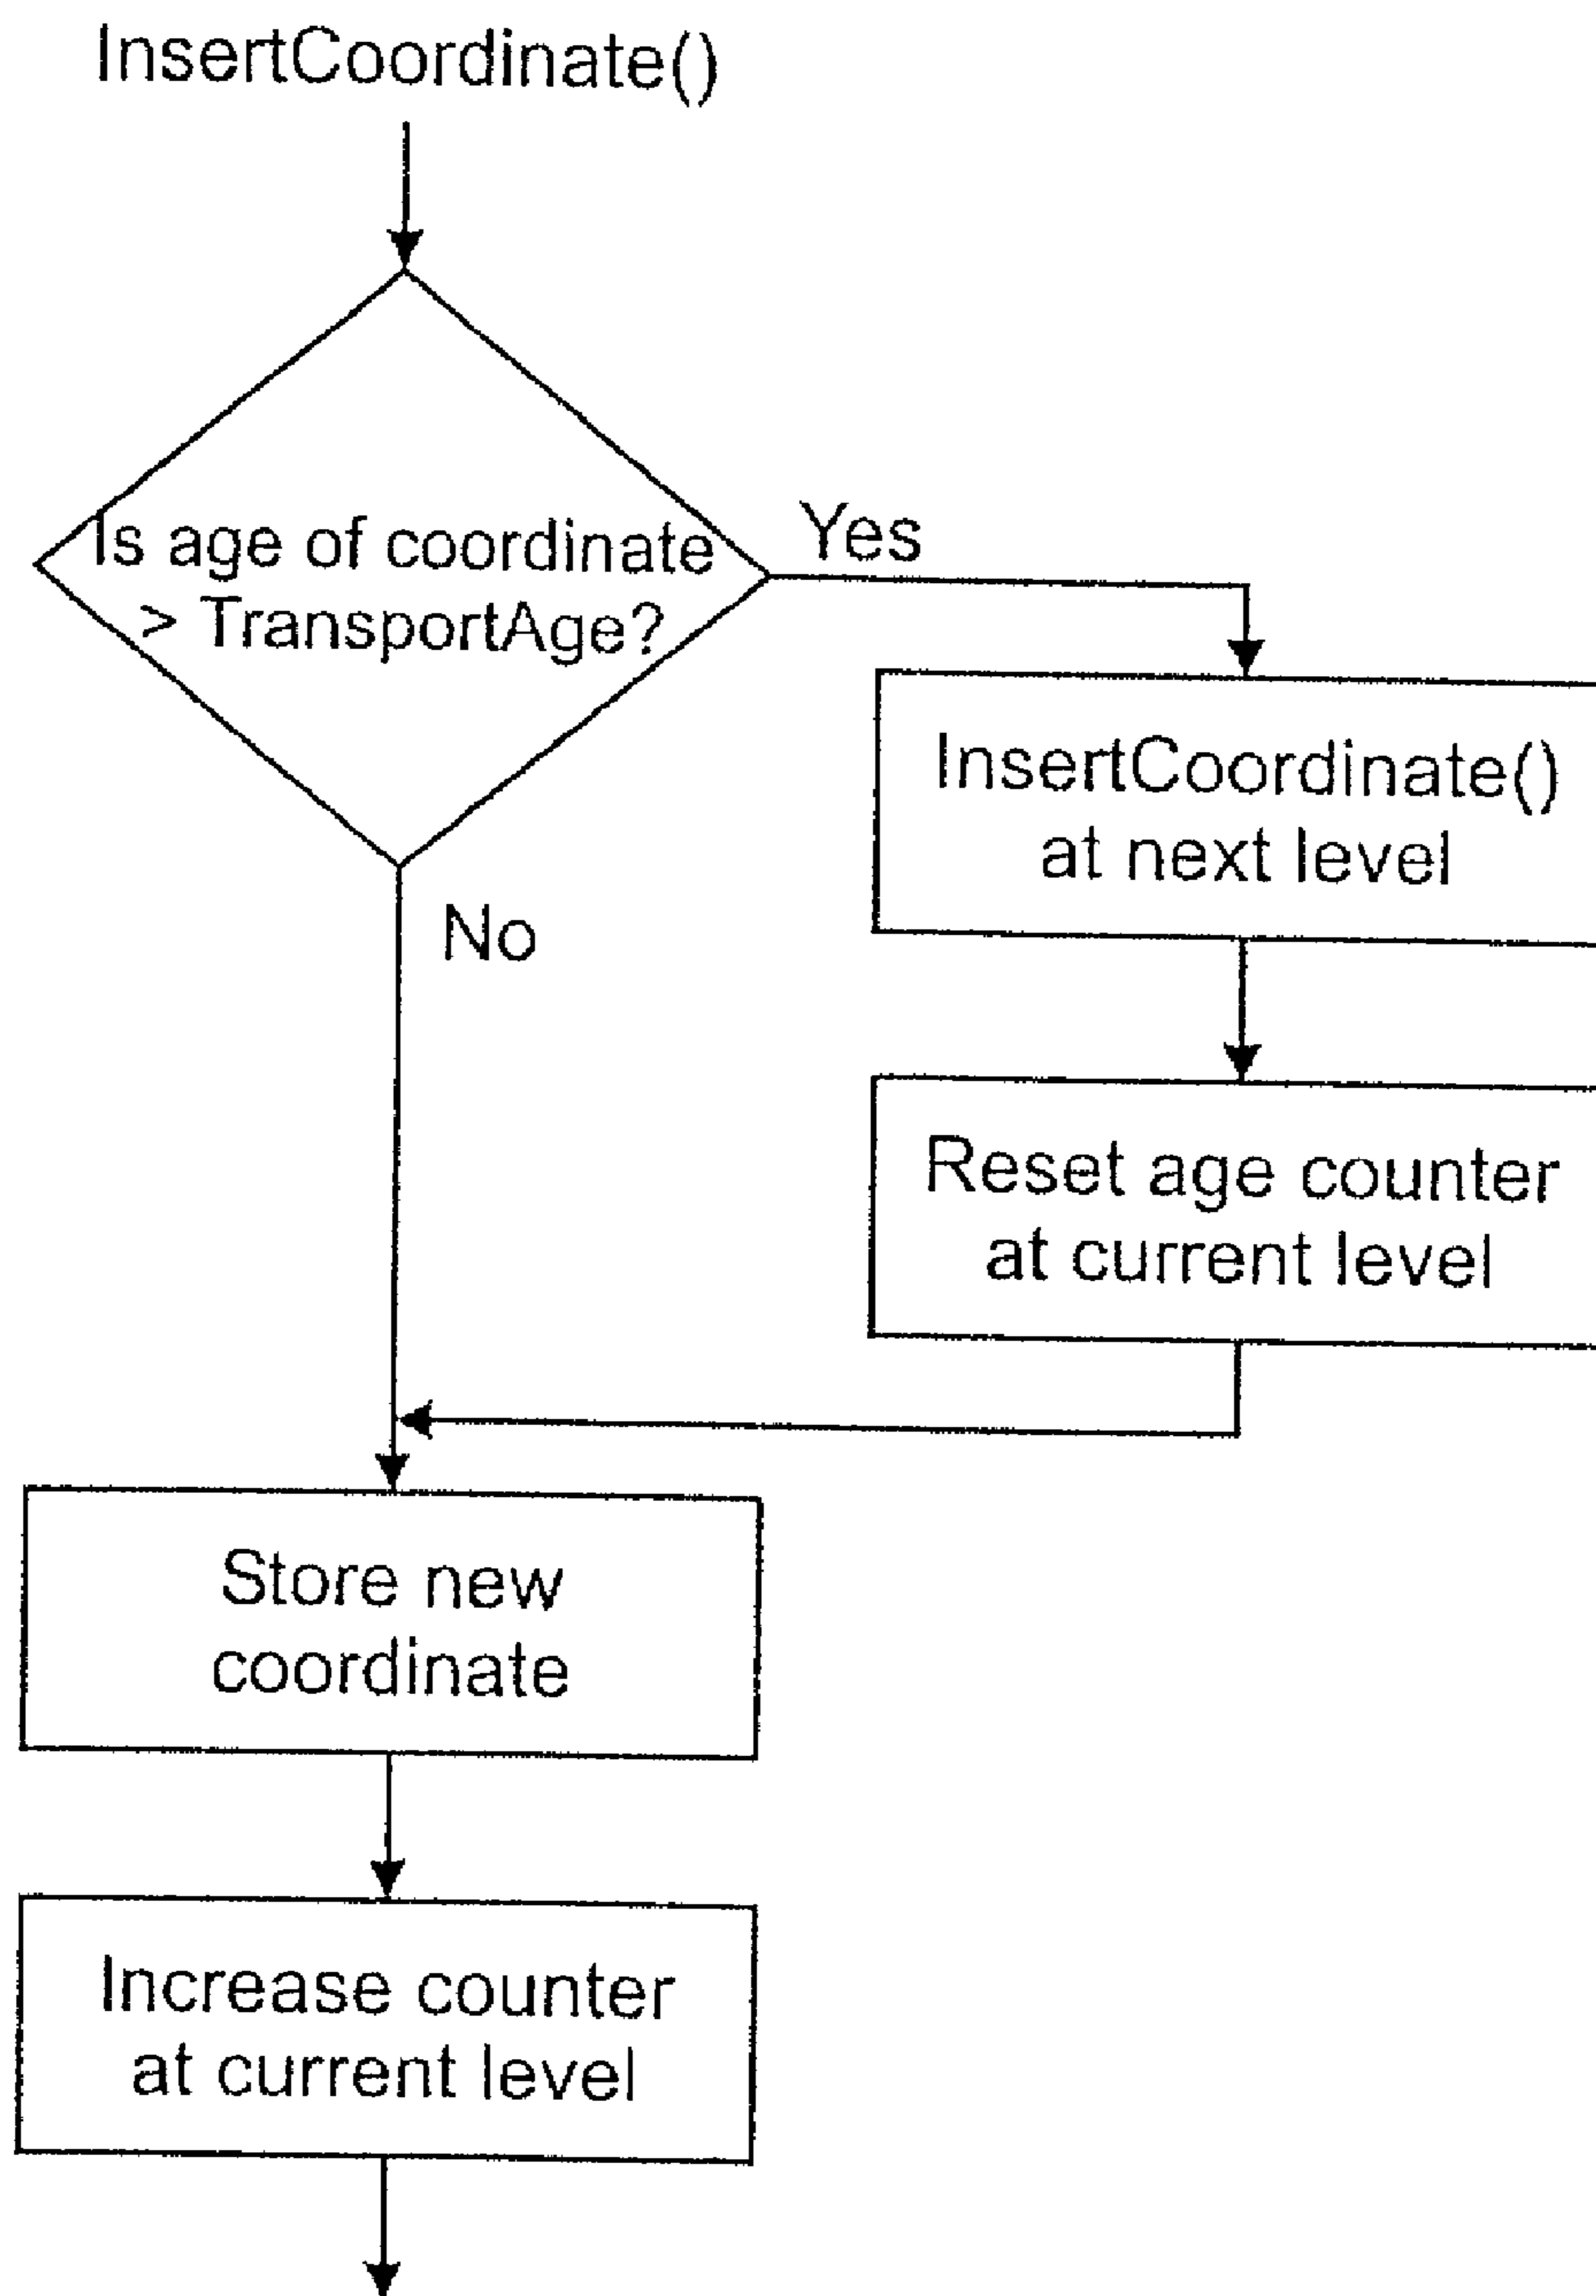 InsertCoordinate()
Is age of coordinate
> TransportAge?
Yes
InsertCoordinate()
at next level
No
Reset age counter
at current level
Store new
coordinate
Increase counter
at current level